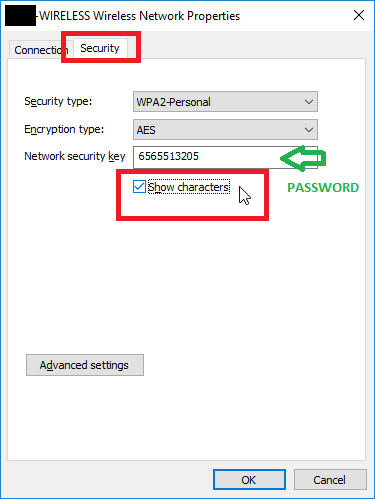 -WIRELESS Wireless Network Properties
Connection Security
Security type: WPA2-Personal
Encryption type: AES
Network security key 6565513205
Show characters
PASSWORD
Advanced settings
OK Cancel